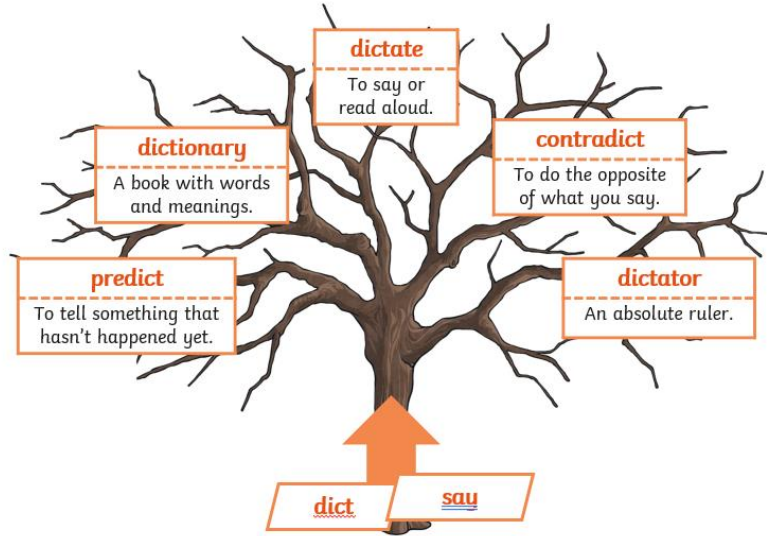 dictate
To say or
read aloud.
dictionary
A book with words
and meanings.
contradict
To do the opposite
of what you say.
predict
To tell something that
hasn't happened yet.
dictator
An absolute ruler.
dict
say